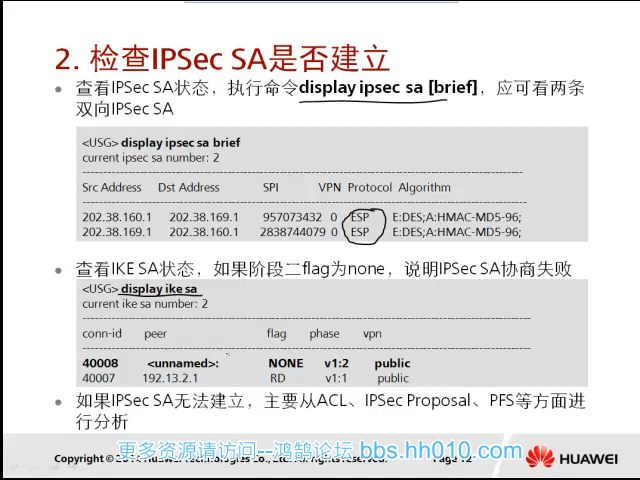 2. 检查IPSec SA是否建立
查看IPSec SA状态，执行命令display ipsec sa [brief]，应可看两条
双向IPSec SA
<USG> display ipsec sa brief
current ipsec sa number: 2
Src Address Dst Address SPI VPN Protocol Algorithm
202.38.160.1 202.38.169.1 957073432 0 ESP E:DES;A:HMAC-MD5-96;
202.38.169.1 202.38.160.1 2838744079 0 ESP E:DES;A:HMAC-MD5-96;
查看IKE SA状态，如果阶段二flag为none，说明IPSec SA协商失败
<USG> display ike sa
current ike sa number: 2
conn-id peer flag phase vpn
40008 <unnamed>: NONE v1:2 public
40007 192.13.2.1 RD v1:1 public
如果IPSec SA无法建立，主要从ACL、IPSec Proposal、PFS等方面进
行分析
更多资源请访问--鸿鹄论坛 bbs.hh010.com
Copyright © Huawei Technologies Co., Ltd. All rights reserved. Page 12
HUAWEI